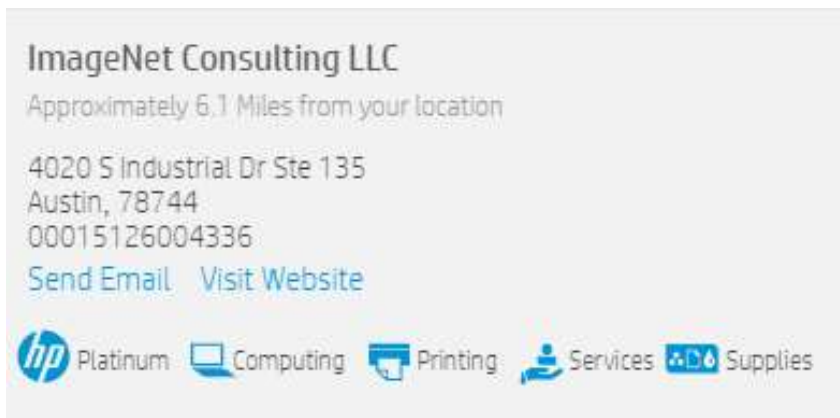 ImageNet Consulting LLC
Approximately 6.1 Miles from your location
4020 S Industrial Dr Ste 135
Austin, 78744
00015126004336
Send Email Visit Website
hp Platinum Computing Printing Services Supplies